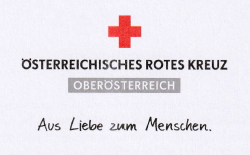 ÖSTERREICHISCHES ROTES KREUZ
OBERÖSTERREICH
Aus Liebe zum Menschen.